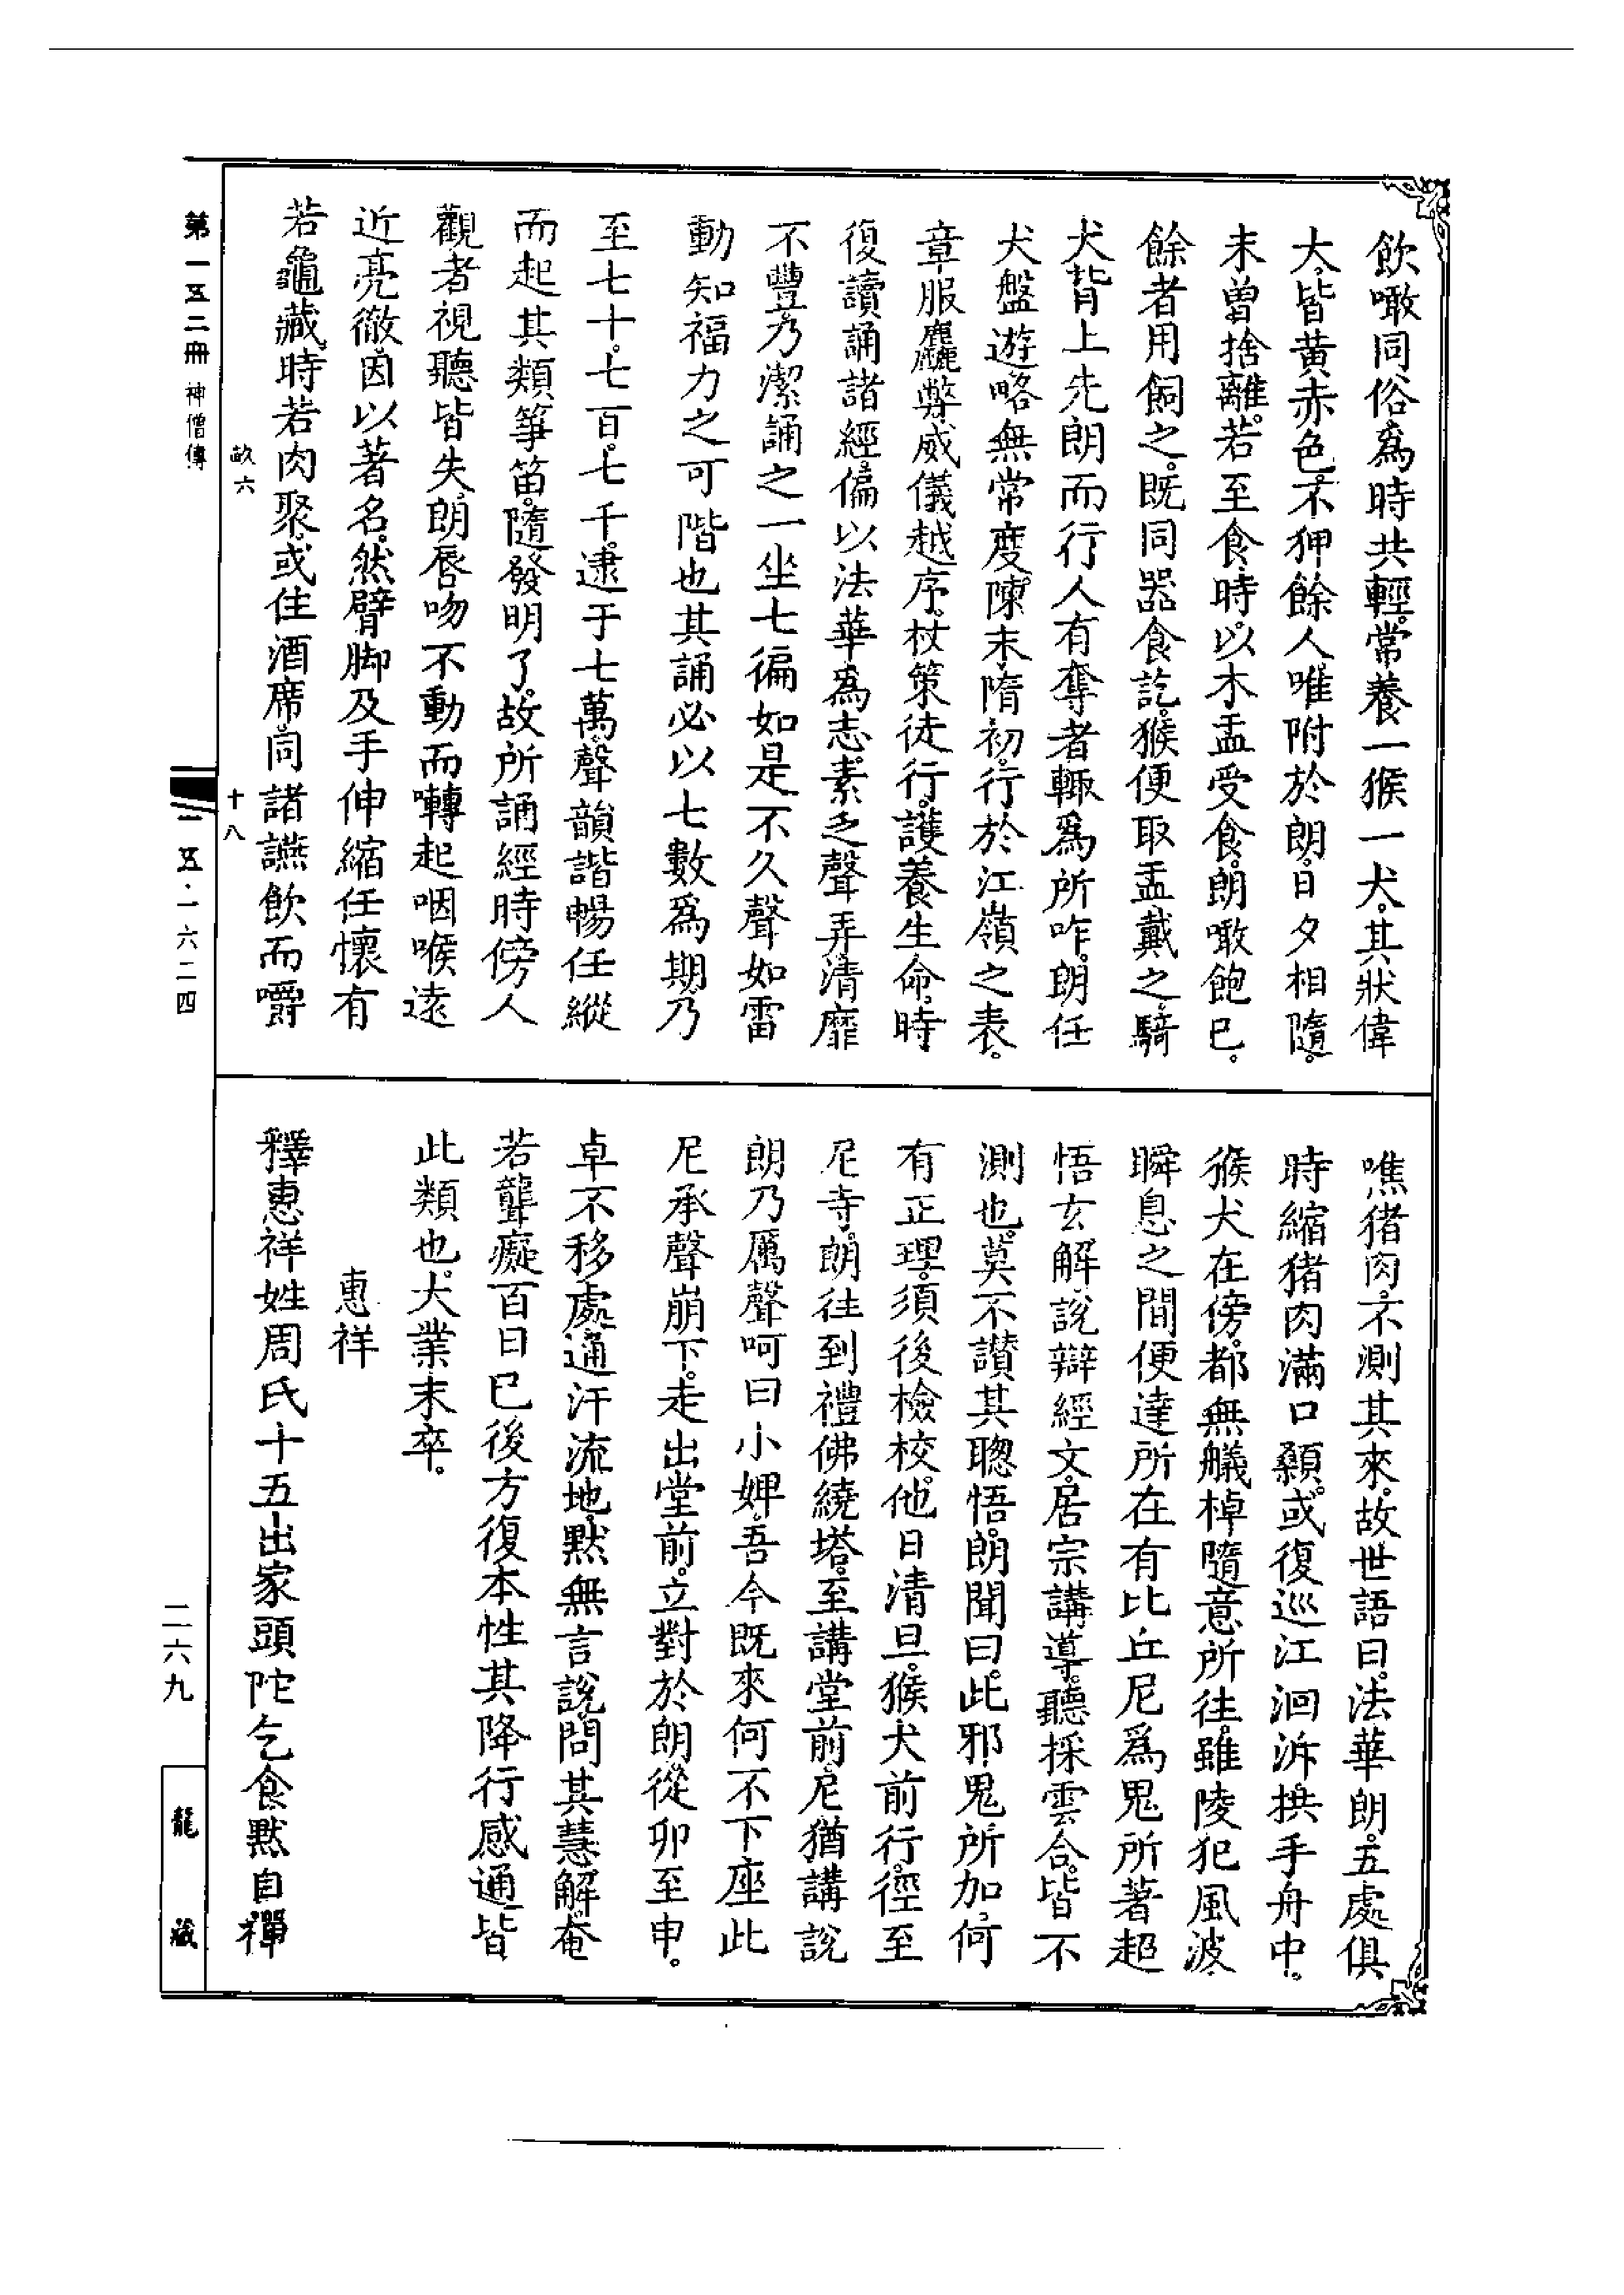 飲噉同俗爲時共輕。常養一猴一犬。其狀偉
大。皆黄赤色。不狎餘人唯附於朗。日夕相隨。
未曾捨離。若至食時。以木盂受食。朗噉飽已。
餘者用飼之。既同器食訖。猴便取盂戴之。騎
犬背上先朗而行人有奪者輙爲所咋。朗任
犬盤遊略無常度。陳末隋初。行於江嶺之表。
章服麤弊。威儀越序。杖策徒行。護養生命。時
復讀誦諸經。偏以法華爲志。素乏聲弄。清靡
不豐。乃潔誦之一坐七徧如是不久聲如雷
動知福力之可階也其誦必以七數爲期。乃
至七十。七百。七千。逮于七萬。聲韻諧暢任縱
而起其類筝笛。隨發明了。故所誦經時傍人
觀者視聽皆失。朗唇吻不動而囀起咽喉遠
近亮徹。因以著名。然臂脚及手伸縮任懷有
若龜藏。時若肉聚。或住酒席。同諸讌飲而嚼
噍猪肉。不測其來。故世語曰。法華朗。五處俱
時縮猪肉滿口顙。或復巡江洄泝。拱手舟中。
猴犬在傍。都無艤棹隨意所往。雖陵犯風波
瞬息之間便達所在有比丘尼爲鬼所著超
悟玄解說辯經文。居宗講導。聽採雲合。皆不
測也。莫不讃其聰悟。朗聞曰。此邪鬼所加。何
有正理。須後檢校。他日清旦。猴犬前行。徑至
尼寺。朗往到禮佛繞塔。至講堂前。尼猶講說
朗乃厲聲呵曰小婢。吾今既來何不下座此
尼承聲崩下。走出堂前。立對於朗。從卯至申。
卓不移處。通汗流地。默無言說。問其慧解奄
若聾癡百日已後方復本性其降行感通皆
此類也。大業末卒。
惠祥
釋惠祥姓周氏十五出家頭陀乞食默自禪
第一五二冊 神僧傳
畝六
十八
一五·一六二四
二六九
龍藏